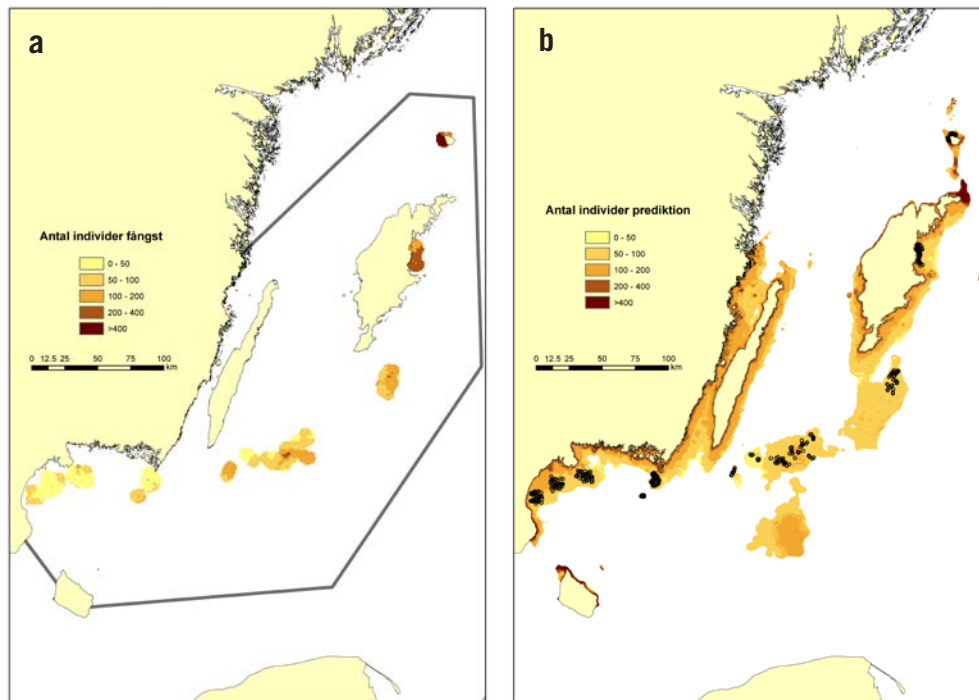 a
Antal individer fångst
0 - 50
50 - 100
100 - 200
200 - 400
>400
0 12.5 25 50 75 100
km
b
Antal individer prediktion
0 - 50
50 - 100
100 - 200
200 - 400
>400
0 12.5 25 50 75 100
km